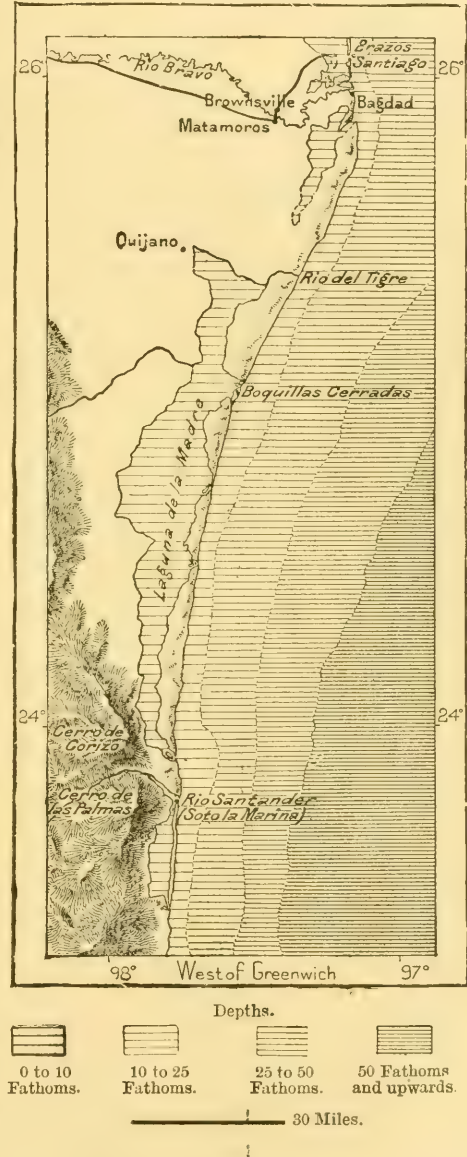 Brazos
Santiago
26°
26°
Rio Bravo
Brownsville
Bagdad
Matamoros
Quijano
Rio del Tigre
Boquillas Cerradas
Laguna de la Madre
24°
24°
Cerro de
Gorizo
Cerro de
las Palmas
Rio Santander
(Soto la Marina)
98°
West of Greenwich
97°
Depths.
0 to 10
Fathoms.
10 to 25
Fathoms.
25 to 50
Fathoms.
50 Fathoms
and upwards.
30 Miles.